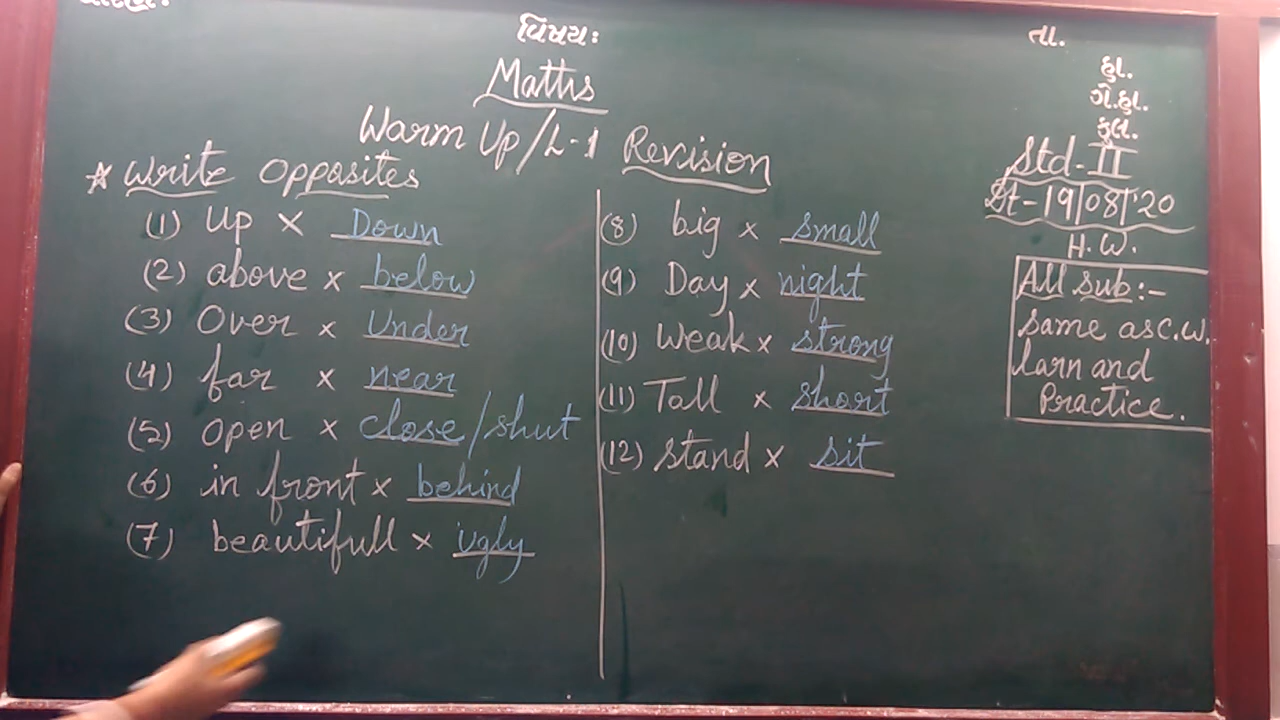 વિષય:
તા.
હા.
ગે.હા.
કુલ.
Maths
Warm Up/L-1 Revision
Std-II
Dt-19/08/'20
H.W.
All sub:-
same as C.W.
larn and
Practice.
* Write Oppasites
(1) Up × Down
(2) above × below
(3) Over × Under
(4) far × near
(5) open × close/shut
(6) in front × behind
(7) beautifull × ugly
(8) big × small
(9) Day × night
(10) Weak × strong
(11) Tall × short
(12) stand × sit